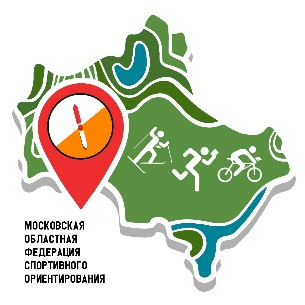 МОСКОВСКАЯ
ОБЛАСТНАЯ
ФЕДЕРАЦИЯ
СПОРТИВНОГО
ОРИЕНТИРОВАНИЯ